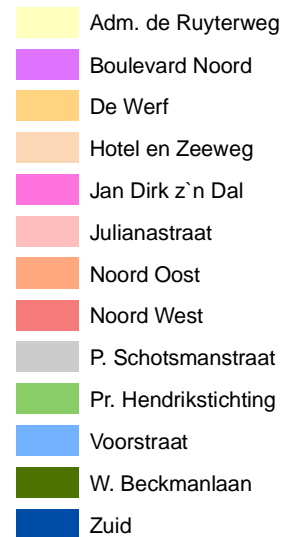 Adm. de Ruyterweg
Boulevard Noord
De Werf
Hotel en Zeeweg
Jan Dirk z`n Dal
Julianastraat
Noord Oost
Noord West
P. Schotsmanstraat
Pr. Hendrikstichting
Voorstraat
W. Beckmanlaan
Zuid